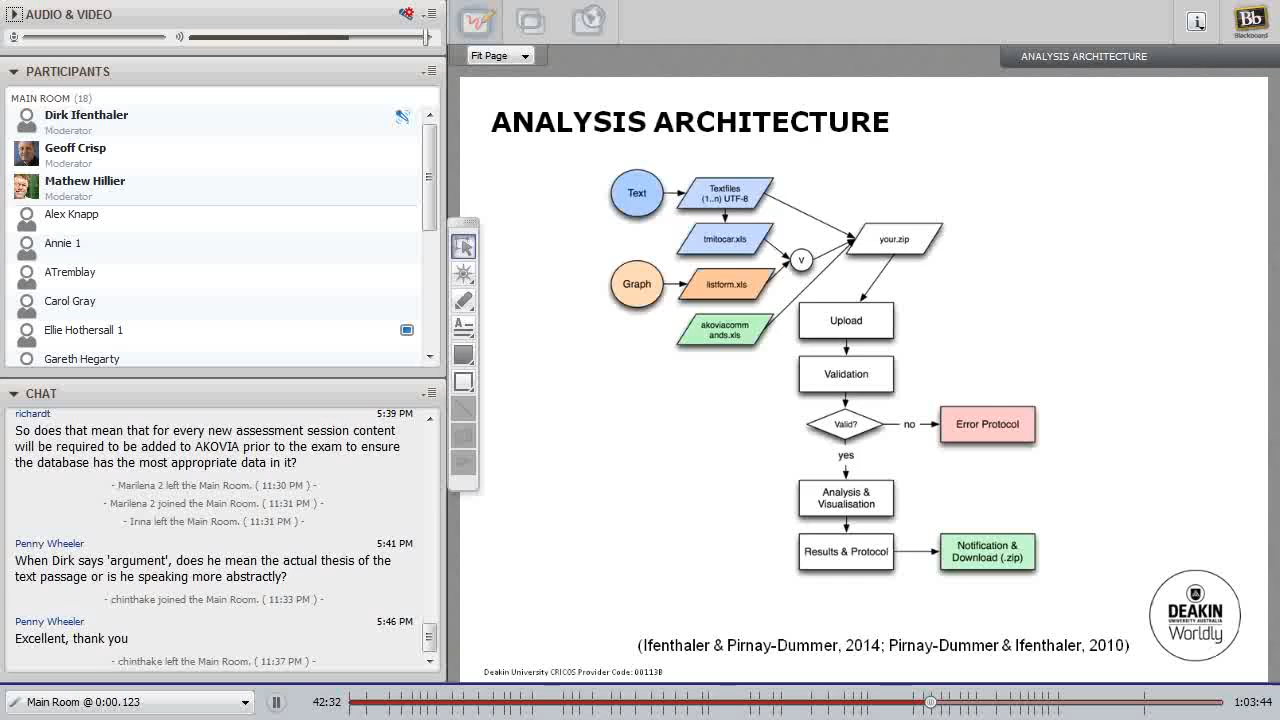 AUDIO & VIDEO
PARTICIPANTS
MAIN ROOM (18)
Dirk Ifenthaler
Moderator
Geoff Crisp
Moderator
Mathew Hillier
Moderator
Alex Knapp
Annie 1
ATremblay
Carol Gray
Ellie Hothersall 1
Gareth Hegarty
CHAT
richardt 5:39 PM
So does that mean that for every new assessment session content
will be required to be added to AKOVIA prior to the exam to ensure
the database has the most appropriate data in it?
- Marilena 2 left the Main Room. ( 11:30 PM ) -
- Marilena joined the Main Room. ( 11:31 PM ) -
- Irina left the Main Room. ( 11:31 PM ) -
Penny Wheeler 5:41 PM
When Dirk says 'argument', does he mean the actual thesis of the
text passage or is he speaking more abstractly?
- chinthake joined the Main Room. ( 11:33 PM ) -
Penny Wheeler 5:46 PM
Excellent, thank you
- chinthake left the Main Room. ( 11:37 PM ) -
Main Room @ 0:00.123
42:32
1:03:44
Bb
Blackboard
Fit Page
ANALYSIS ARCHITECTURE
ANALYSIS ARCHITECTURE
Text
Textfiles
(1..n) UTF-8
tmitocar.xls
your.zip
v
Graph
listform.xls
akoviacomm
ands.xls
Upload
Validation
Valid?
no
Error Protocol
yes
Analysis &
Visualisation
Results & Protocol
Notification &
Download (.zip)
DEAKIN
UNIVERSITY AUSTRALIA
Worldly
(Ifenthaler & Pirnay-Dummer, 2014; Pirnay-Dummer & Ifenthaler, 2010)
Deakin University CRICOS Provider Code: 00113B